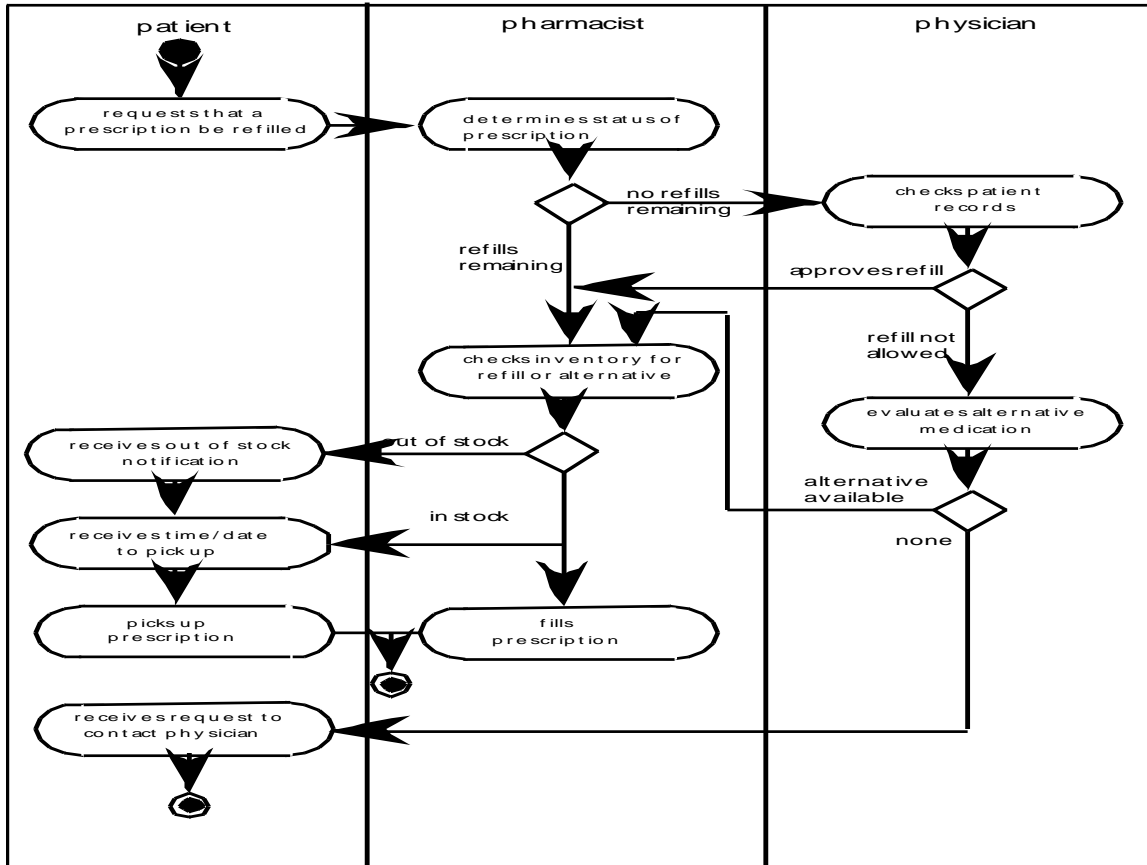 patient
pharmacist
physician
requests that a
prescription be refilled
determines status of
prescription
no refills
remaining
checks patient
records
refills
remaining
approves refill
refill not
allowed
checks inventory for
refill or alternative
evaluates alternative
medication
receives out of stock
notification
out of stock
alternative
available
in stock
receives time/date
to pick up
none
picks up
prescription
fills
prescription
receives request to
contact physician